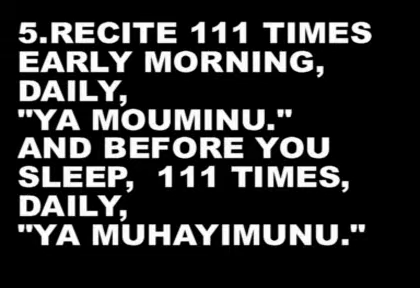 5.RECITE 111 TIMES
EARLY MORNING,
DAILY,
"YA MOUMINU."
AND BEFORE YOU
SLEEP,  111 TIMES,
DAILY,
"YA MUHAYIMUNU."